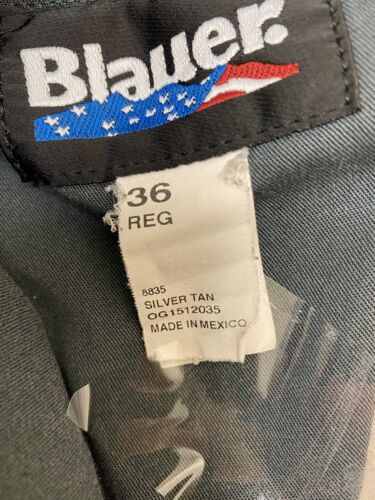 Blauer.
36
REG
8835
SILVER TAN
OG1512035
MADE IN MEXICO